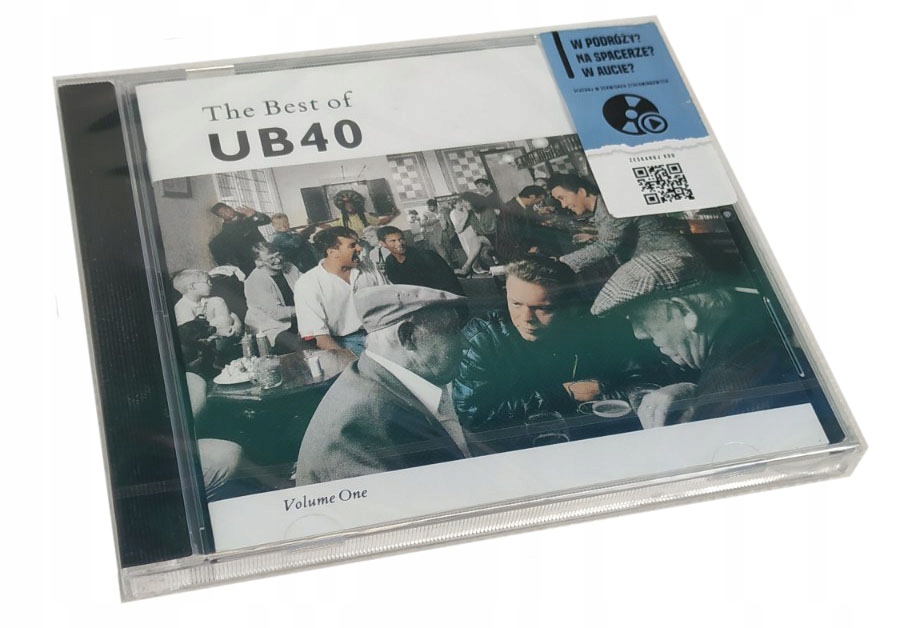 The Best of
UB40
W PODRÓŻY?
NA SPACERZE?
W AUCIE?
Volume One